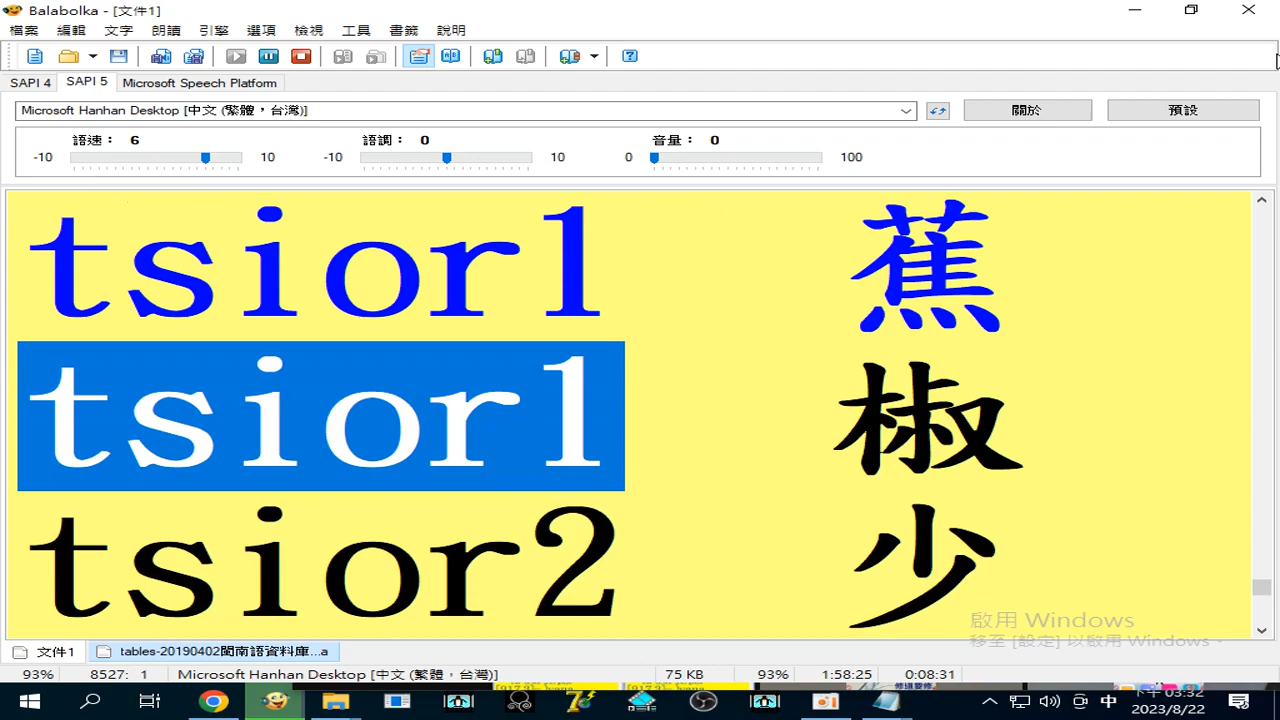 Balabolka - [文件1]
檔案 編輯 文字 朗讀 引擎 選項 檢視 工具 書籤 說明
SAPI 4 SAPI 5 Microsoft Speech Platform
Microsoft Hanhan Desktop [中文 (繁體，台灣)] 關於 預設
語速： 6 語調： 0 音量： 0
-10 10 -10 10 0 100
tsior1 蕉
tsior1 椒
tsior2 少
啟用 Windows
移至 [設定] 以啟用 Windows。
文件1 tables-20190402閩南語資料庫...a
93% 8527: 1 Microsoft Hanhan Desktop [中文 (繁體，台灣)] 75 KB 93% 1:58:25 0:08:31
中 03:32
2023/8/22